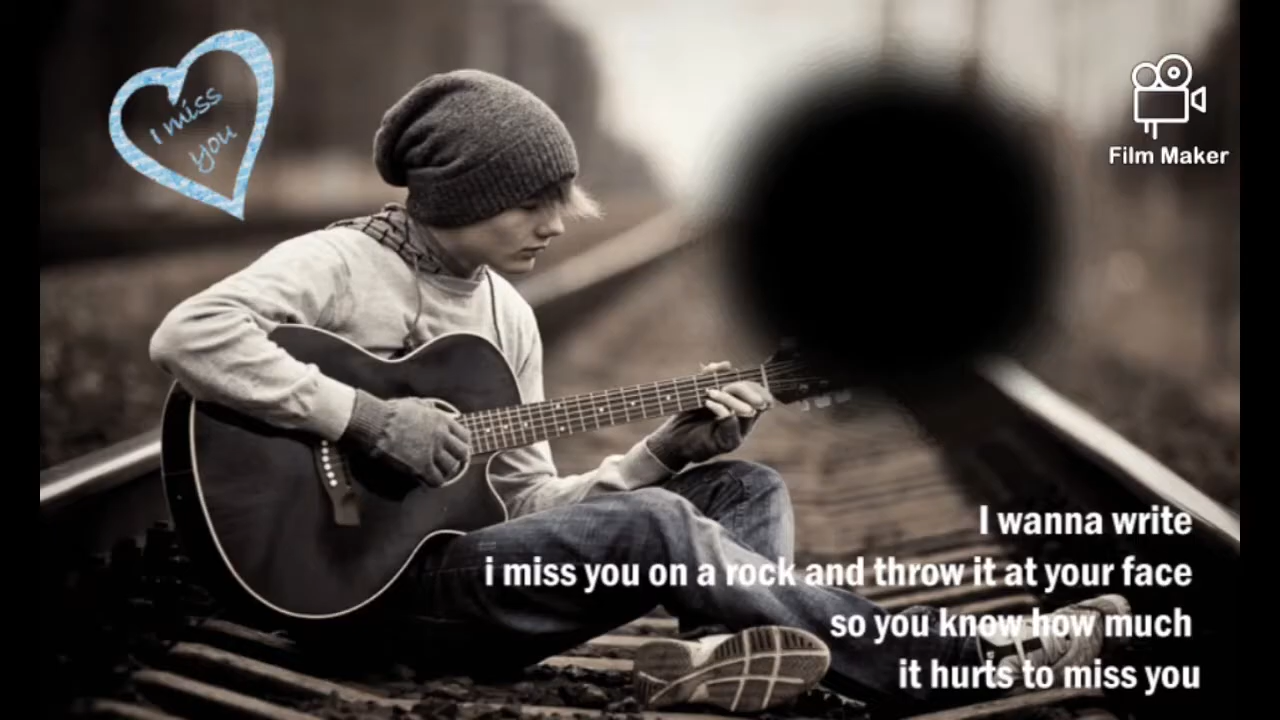 I miss
you
Film Maker
I wanna write
i miss you on a rock and throw it at your face
so you know how much
it hurts to miss you